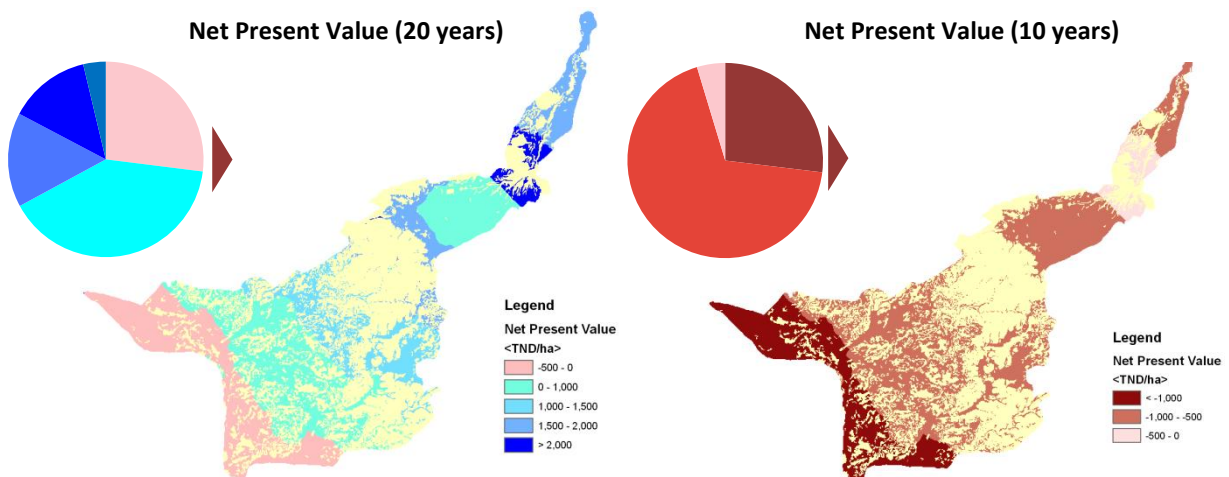 Net Present Value (20 years)
Legend
Net Present Value
<TND/ha>
-500 - 0
0 - 1,000
1,000 - 1,500
1,500 - 2,000
> 2,000
Net Present Value (10 years)
Legend
Net Present Value
<TND/ha>
< -1,000
-1,000 - -500
-500 - 0